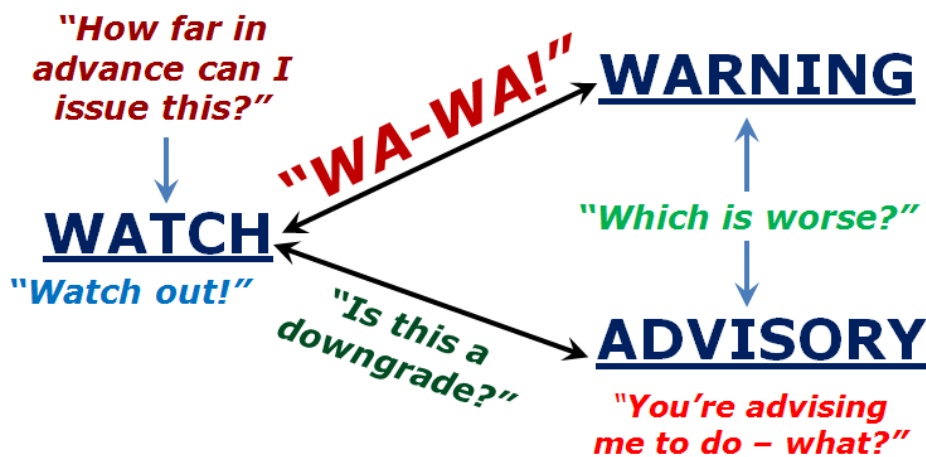 “How far in
advance can I
issue this?”
“WA-WA!”
WARNING
WATCH
“Watch out!”
“Which is worse?”
“Is this a
downgrade?”
ADVISORY
“You’re advising
me to do – what?”